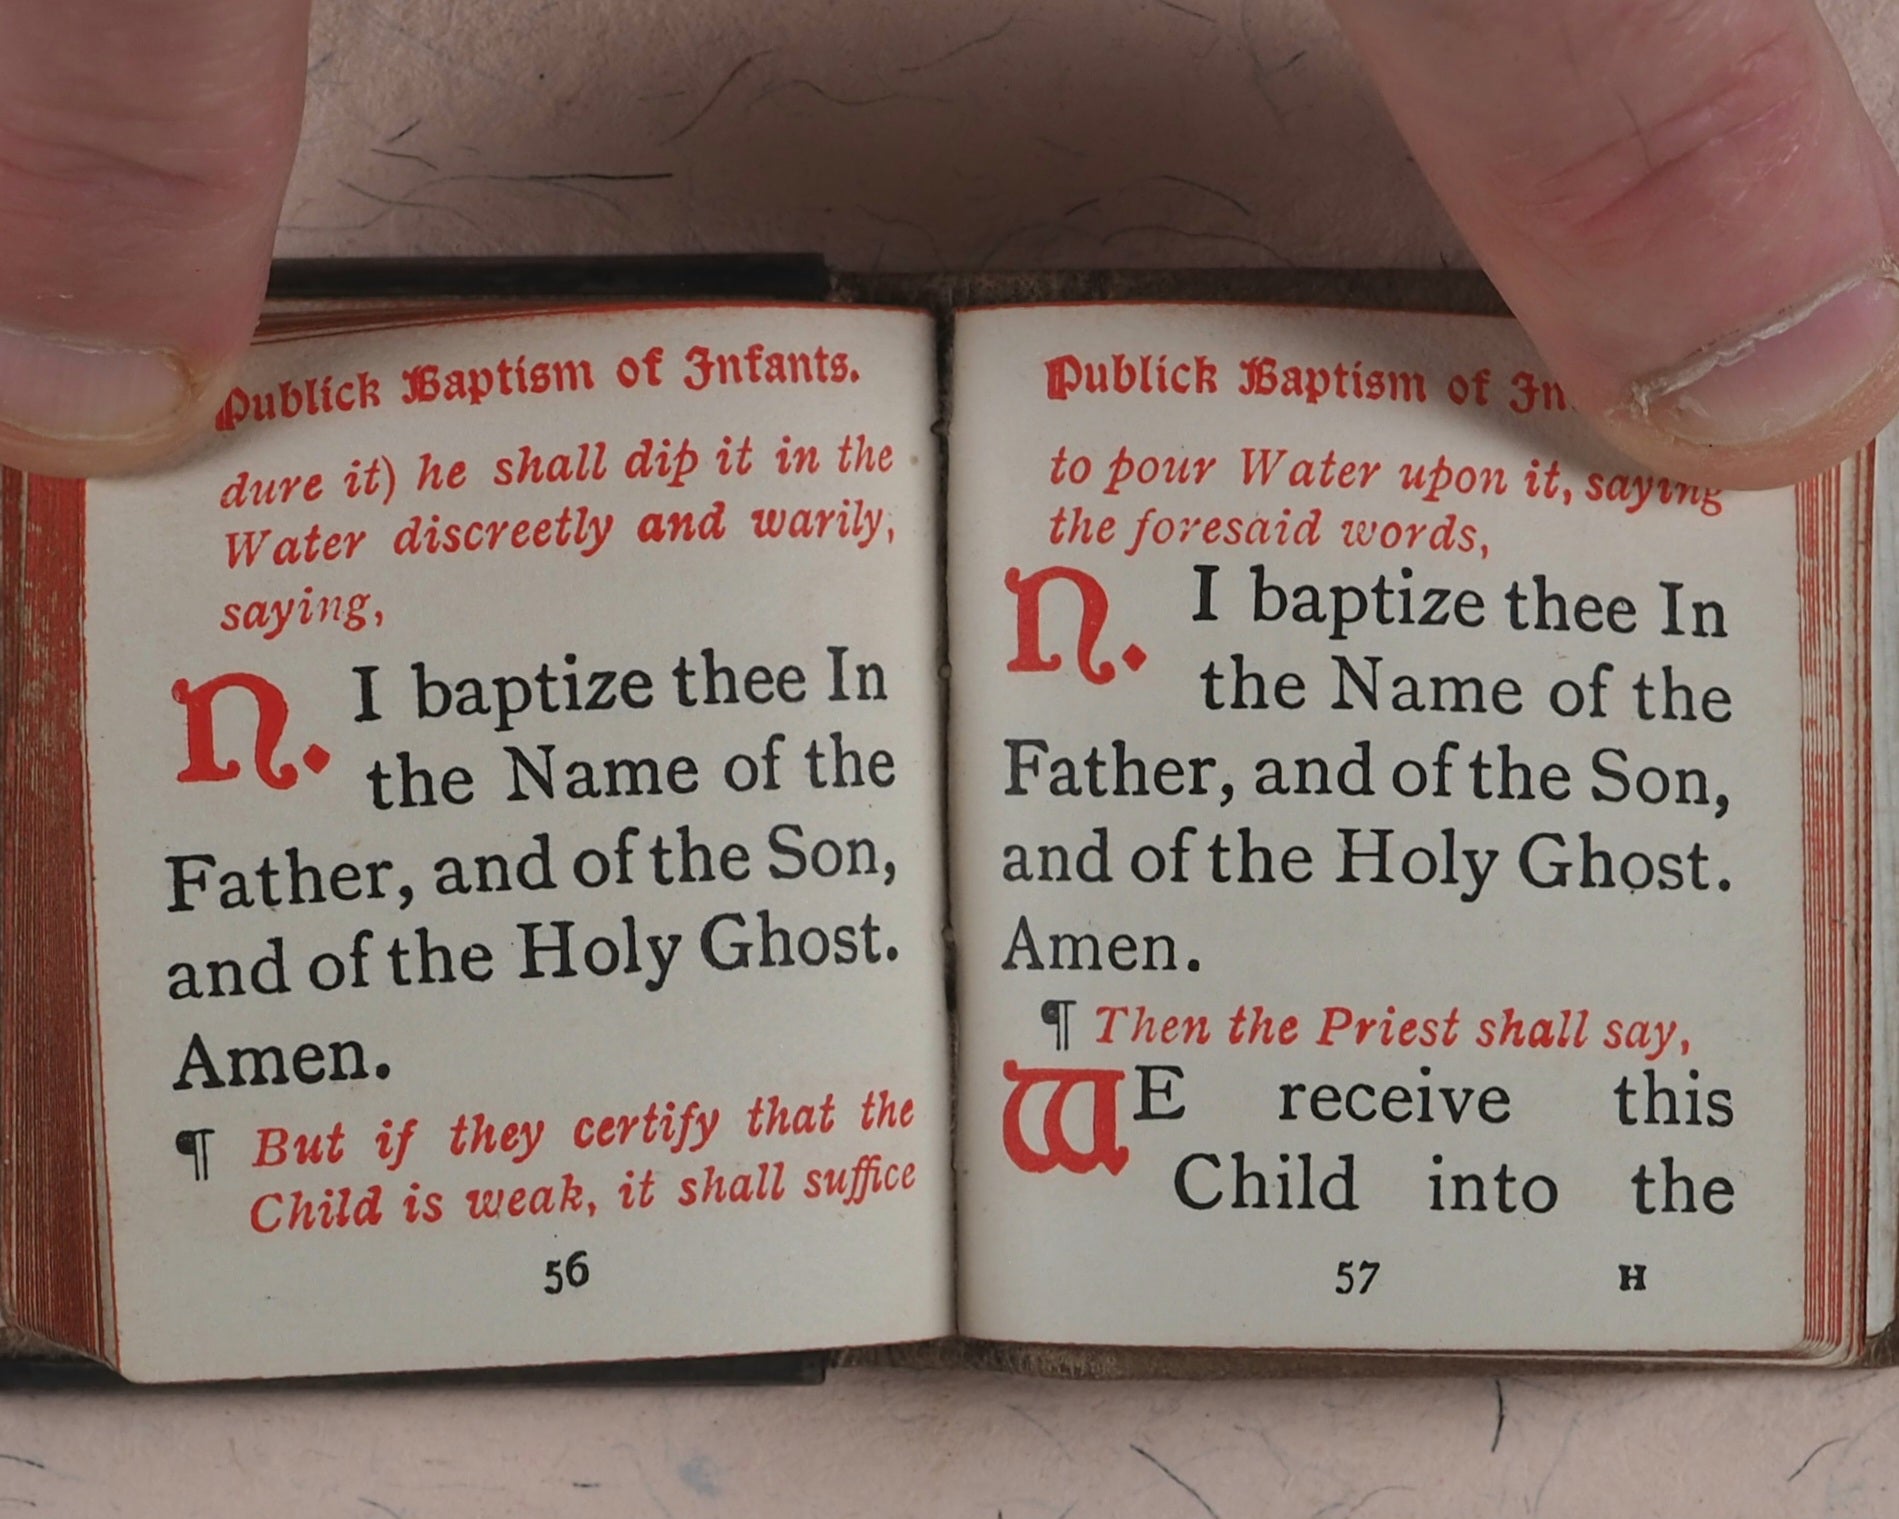 Publick Baptism of Infants.
dure it) he shall dip it in the
Water discreetly and warily,
saying,
N. I baptize thee In
the Name of the
Father, and of the Son,
and of the Holy Ghost.
Amen.
¶ But if they certify that the
Child is weak, it shall suffice
56
Publick Baptism of In
to pour Water upon it, saying
the foresaid words,
N. I baptize thee In
the Name of the
Father, and of the Son,
and of the Holy Ghost.
Amen.
¶ Then the Priest shall say,
WE receive this
Child into the
57 H